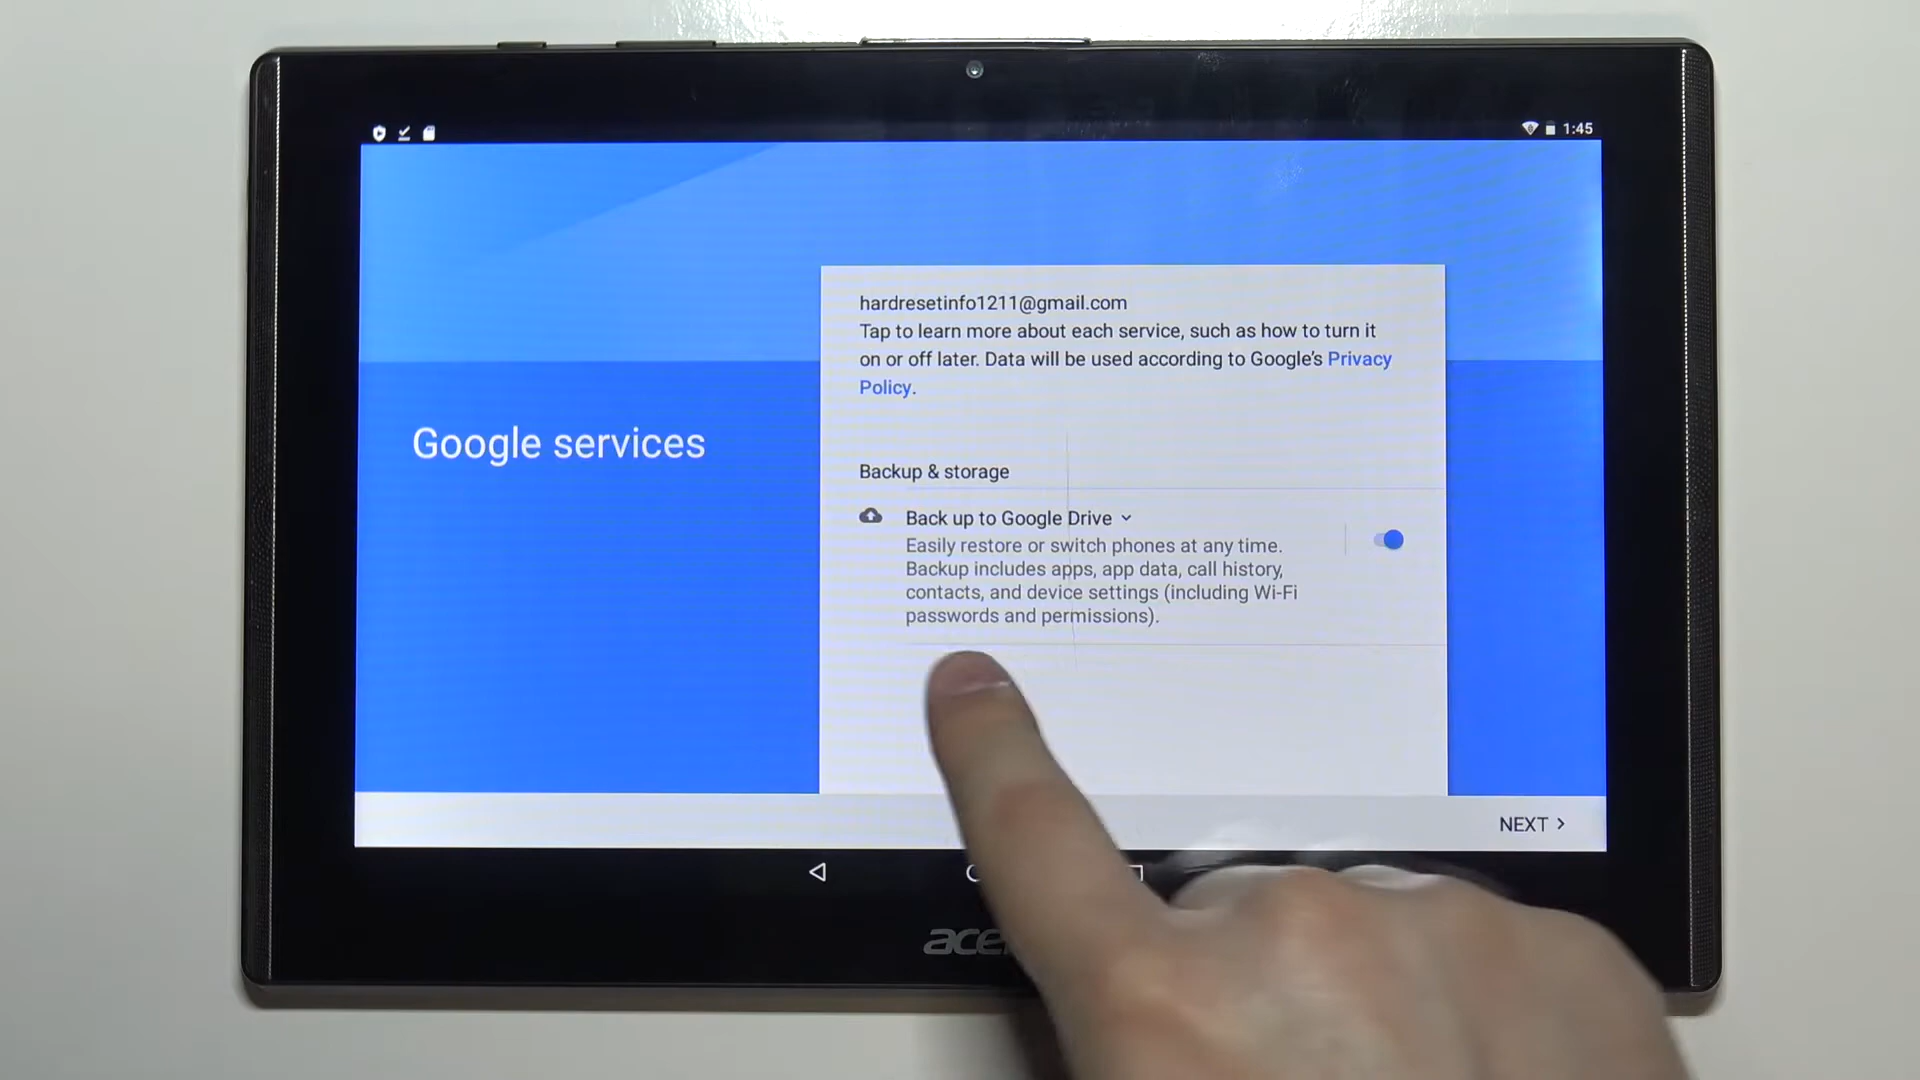 1:45
hardresetinfo1211@gmail.com
Tap to learn more about each service, such as how to turn it
on or off later. Data will be used according to Google's Privacy
Policy.
Google services
Backup & storage
Back up to Google Drive
Easily restore or switch phones at any time.
Backup includes apps, app data, call history,
contacts, and device settings (including Wi-Fi
passwords and permissions).
NEXT
acer